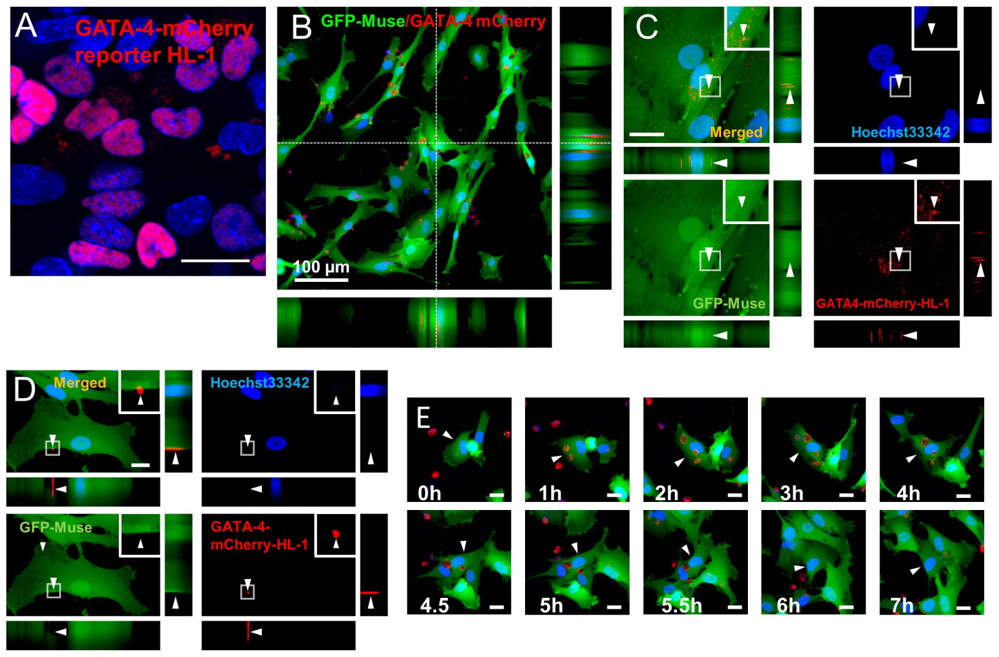 A
GATA-4-mCherry
reporter HL-1
B
GFP-Muse/GATA-4 mCherry
100 µm
C
Merged
Hoechst33342
GFP-Muse
GATA4-mCherry-HL-1
D
Merged
Hoechst33342
GFP-Muse
GATA-4-
mCherry-HL-1
E
0h
1h
2h
3h
4h
4.5
5h
5.5h
6h
7h